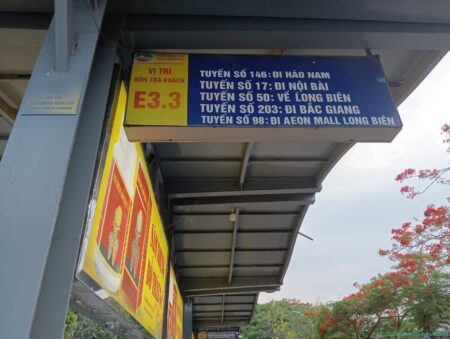 VỊ TRÍ
ĐÓN TRẢ KHÁCH
E3.3
TUYẾN SỐ 146: ĐI HÀO NAM
TUYẾN SỐ 17: ĐI NỘI BÀI
TUYẾN SỐ 50: VỀ LONG BIÊN
TUYẾN SỐ 203: ĐI BẮC GIANG
TUYẾN SỐ 98: ĐI AEON MALL LONG BIÊN